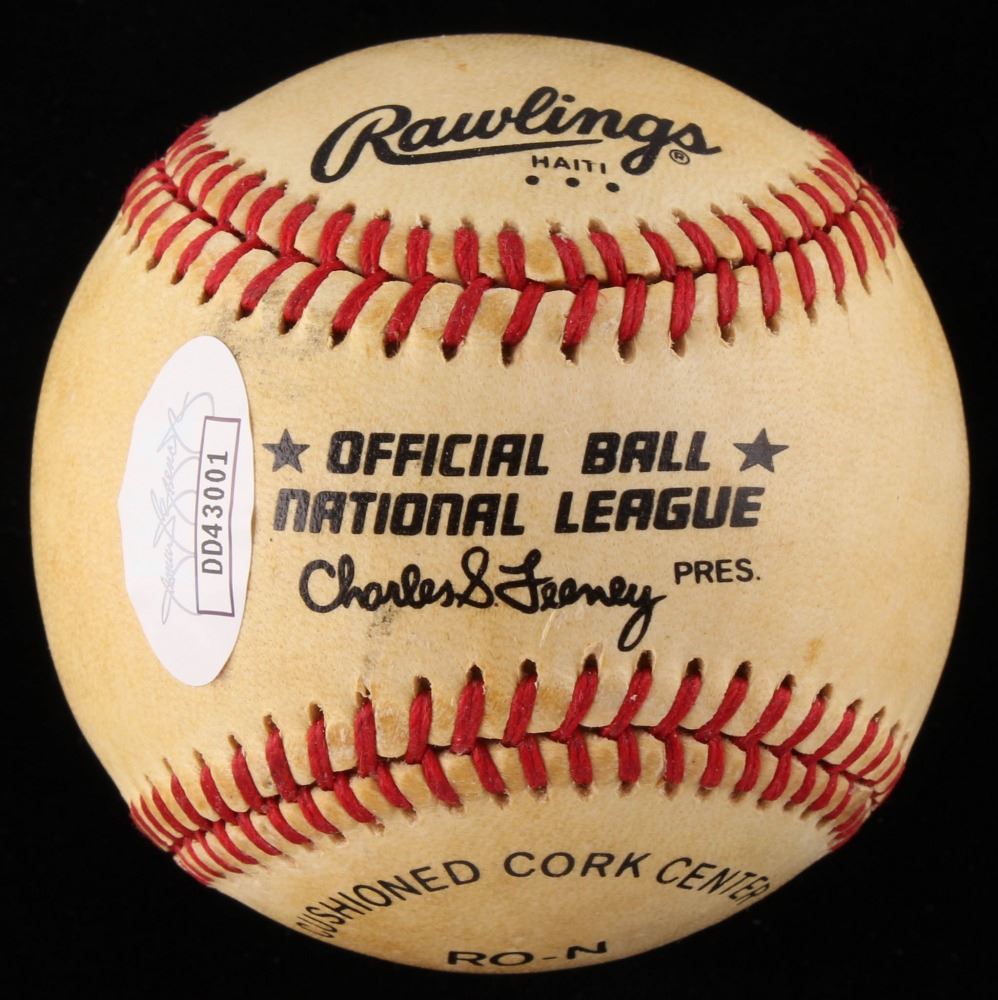 Rawlings ®
HAITI
★ OFFICIAL BALL ★
NATIONAL LEAGUE
Charles S. Feeney PRES.
CUSHIONED CORK CENTER
RO-N
DD43001